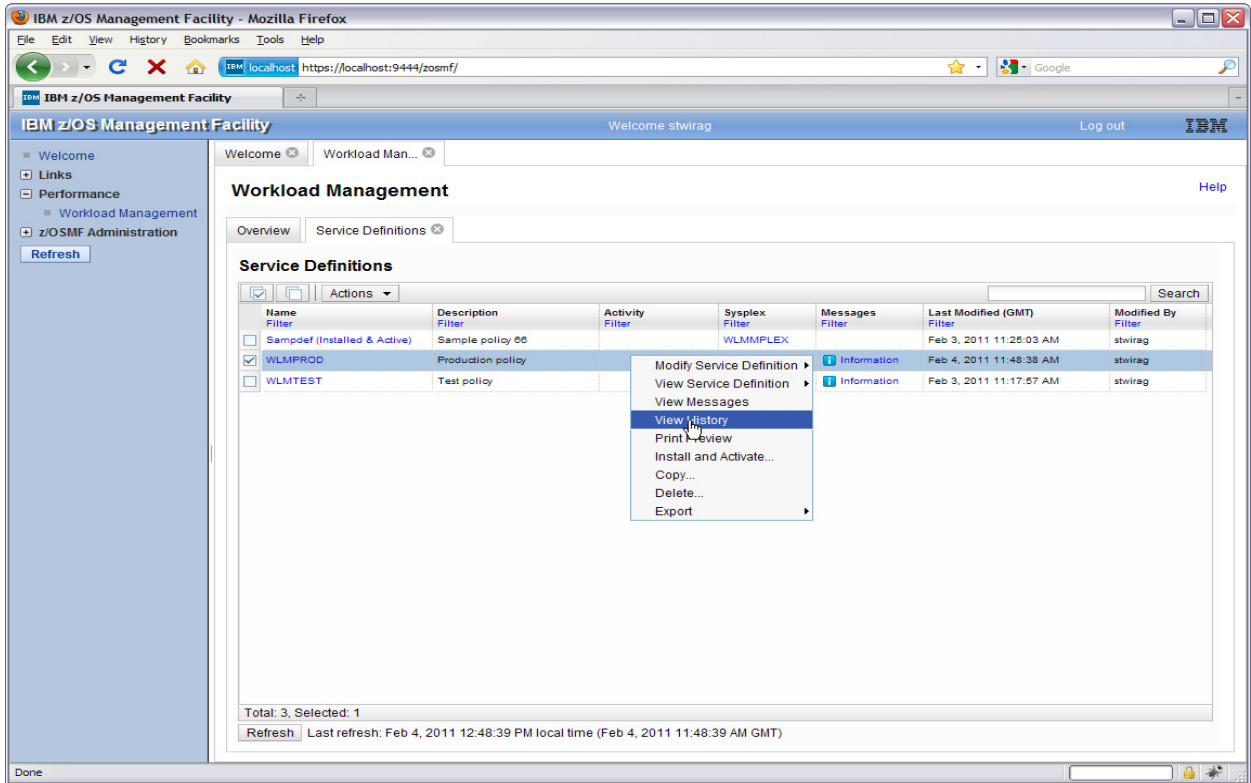 IBM z/OS Management Facility - Mozilla Firefox
File Edit View History Bookmarks Tools Help
IBM localhost https://localhost:9444/zosmf/ Google
IBM IBM z/OS Management Facility
IBM z/OS Management Facility Welcome stwirag Log out IBM
Welcome
Links
Performance
Workload Management
z/OSMF Administration
Refresh
Welcome Workload Man...
Workload Management Help
Overview Service Definitions
Service Definitions
Actions Search
Name Description Activity Sysplex Messages Last Modified (GMT) Modified By
Filter Filter Filter Filter Filter Filter Filter
Sampdef (Installed & Active) Sample policy 66 WLMMPLEX Feb 3, 2011 11:25:03 AM stwirag
WLMPROD Production policy Information Feb 4, 2011 11:48:38 AM stwirag
WLMTEST Test policy Information Feb 3, 2011 11:17:57 AM stwirag
Modify Service Definition
View Service Definition
View Messages
View History
Print Preview
Install and Activate...
Copy...
Delete...
Export
Total: 3, Selected: 1
Refresh Last refresh: Feb 4, 2011 12:48:39 PM local time (Feb 4, 2011 11:48:39 AM GMT)
Done